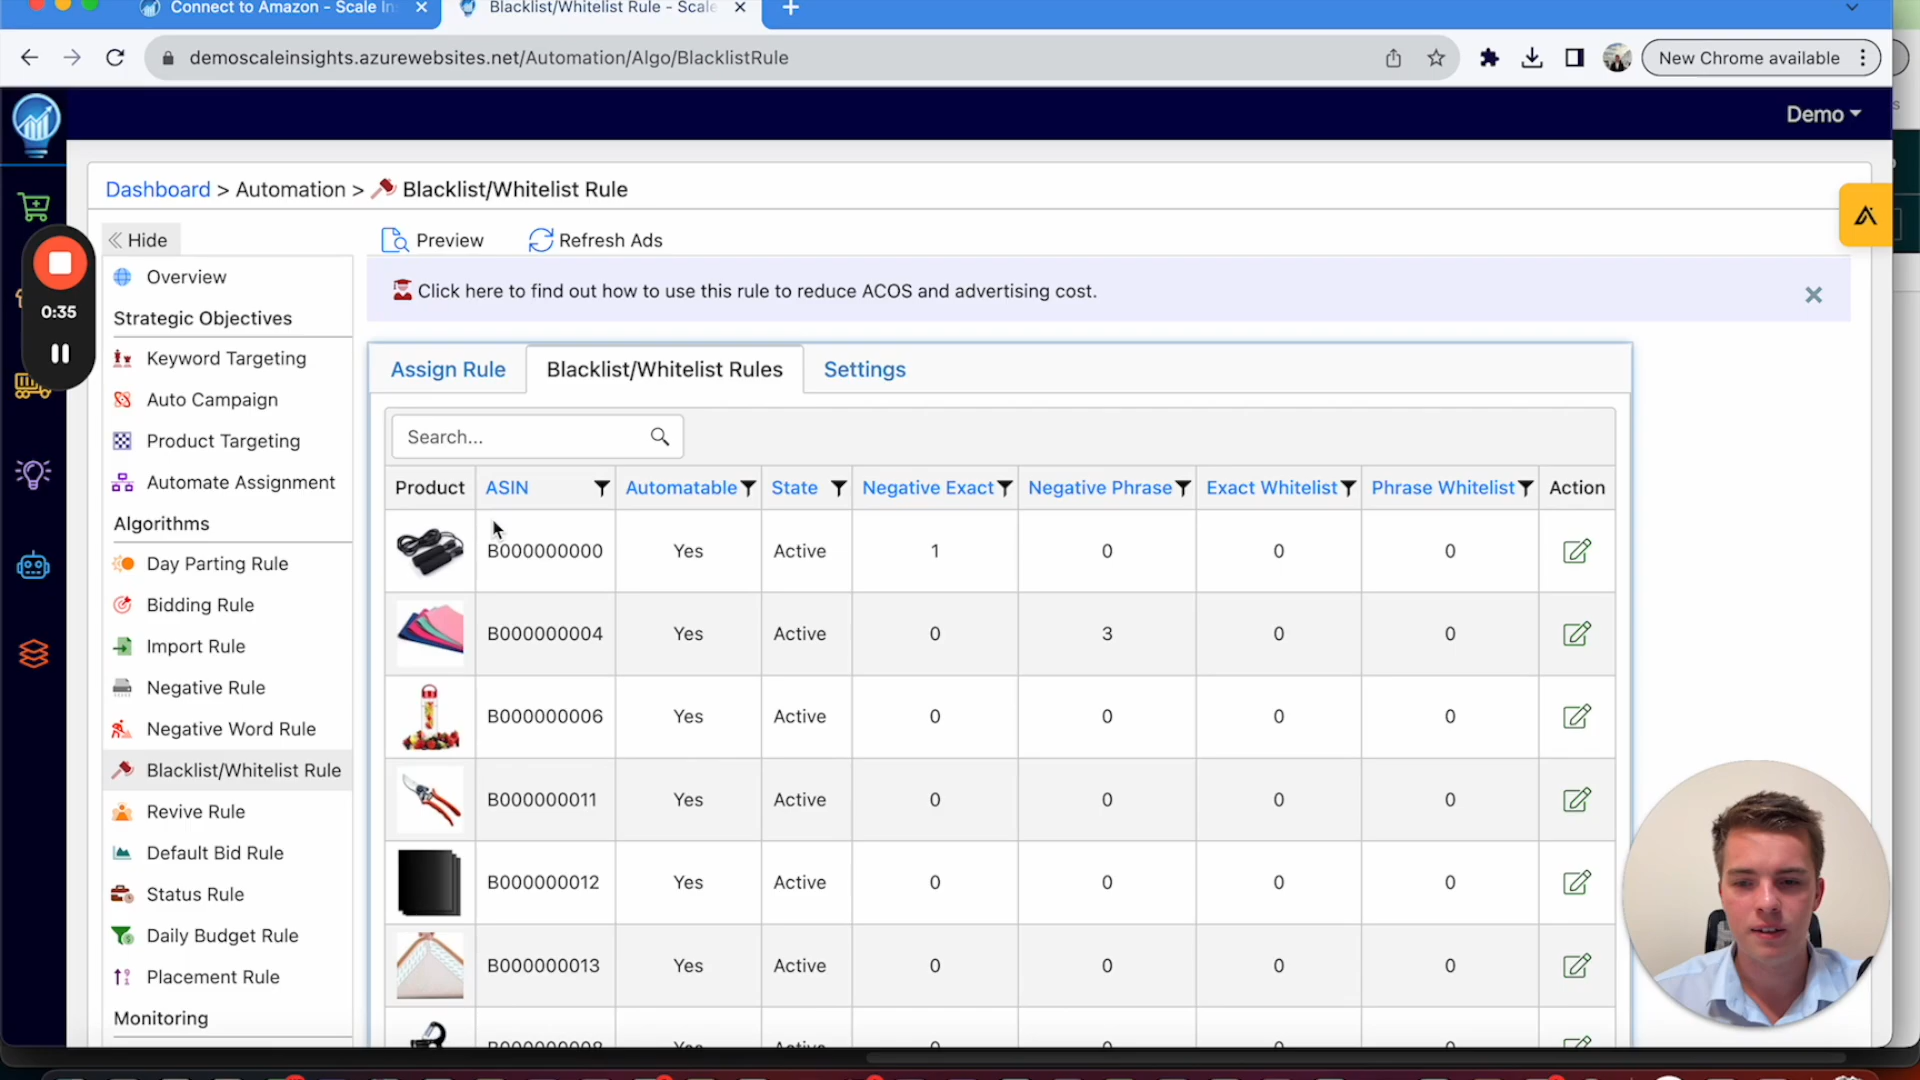 Connect to Amazon - Scale In
Blacklist/Whitelist Rule - Scale
demoscaleinsights.azurewebsites.net/Automation/Algo/BlacklistRule
New Chrome available
Demo
Dashboard > Automation > Blacklist/Whitelist Rule
Hide
Preview
Refresh Ads
0:35
Click here to find out how to use this rule to reduce ACOS and advertising cost.
Overview
Strategic Objectives
Keyword Targeting
Auto Campaign
Product Targeting
Automate Assignment
Algorithms
Day Parting Rule
Bidding Rule
Import Rule
Negative Rule
Negative Word Rule
Blacklist/Whitelist Rule
Revive Rule
Default Bid Rule
Status Rule
Daily Budget Rule
Placement Rule
Monitoring
Assign Rule
Blacklist/Whitelist Rules
Settings
Search...
Product ASIN Automatable State Negative Exact Negative Phrase Exact Whitelist Phrase Whitelist Action
B000000000 Yes Active 1 0 0 0
B000000004 Yes Active 0 3 0 0
B000000006 Yes Active 0 0 0 0
B000000011 Yes Active 0 0 0 0
B000000012 Yes Active 0 0 0 0
B000000013 Yes Active 0 0 0 0
Yes Active 0 0 0 0